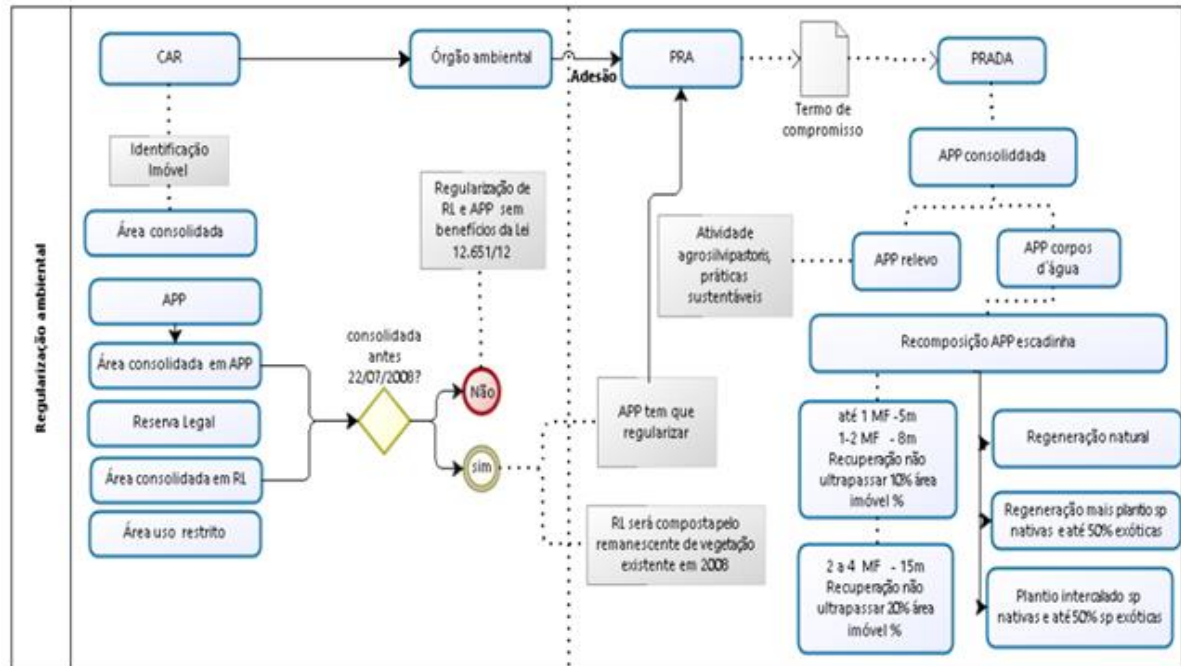 Regularização ambiental
CAR
Órgão ambiental
Adesão
PRA
Termo de
compromisso
PRADA
Identificação
Imóvel
Área consolidada
APP
Área consolidada em APP
Reserva Legal
Área consolidada em RL
Área uso restrito
consolidada
antes
22/07/2008?
Regularização de
RL e APP sem
benefícios da Lei
12.651/12
Não
sim
APP tem que
regularizar
RL será composta pelo
remanescente de vegetação
existente em 2008
APP consoliddada
Atividade
agrosilvipastoris,
práticas
sustentáveis
APP relevo
APP corpos
d´água
Recomposição APP escadinha
até 1 MF -5m
1-2 MF - 8m
Recuperação não
ultrapassar 10% área
imóvel %
2 a 4 MF - 15m
Recuperação não
ultrapassar 20% área
imóvel %
Regeneração natural
Regeneração mais plantio sp
nativas e até 50% exóticas
Plantio intercalado sp
nativas e até 50% sp exóticas